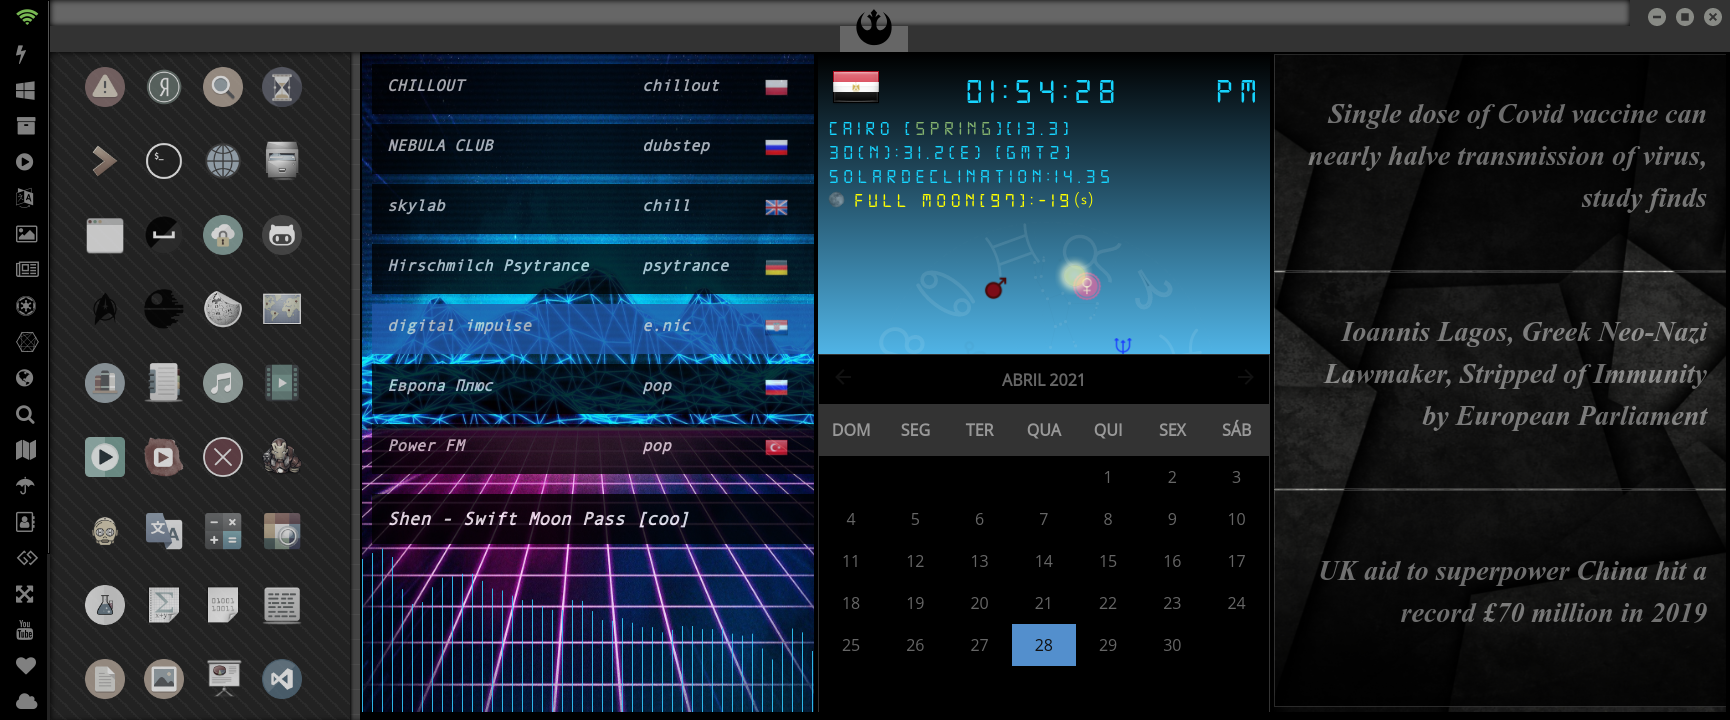 CHILLOUT chillout
NEBULA CLUB dubstep
skylab chill
Hirschmilch Psytrance psytrance
digital impulse e.nic
Европа Плюс pop
Power FM pop
Shen - Swift Moon Pass [coo]
01:54:28 PM
CAIRO [SPRING][13.3]
30(N):31.2(E) [GMT2]
SOLARDECLINATION:14.35
FULL MOON[97]:-19(s)
ABRIL 2021
DOM SEG TER QUA QUI SEX SÁB
1 2 3
4 5 6 7 8 9 10
11 12 13 14 15 16 17
18 19 20 21 22 23 24
25 26 27 28 29 30
Single dose of Covid vaccine can
nearly halve transmission of virus,
study finds
Ioannis Lagos, Greek Neo-Nazi
Lawmaker, Stripped of Immunity
by European Parliament
UK aid to superpower China hit a
record £70 million in 2019
You
Tube
Я
文
A
Σ
x+y
01001
10011